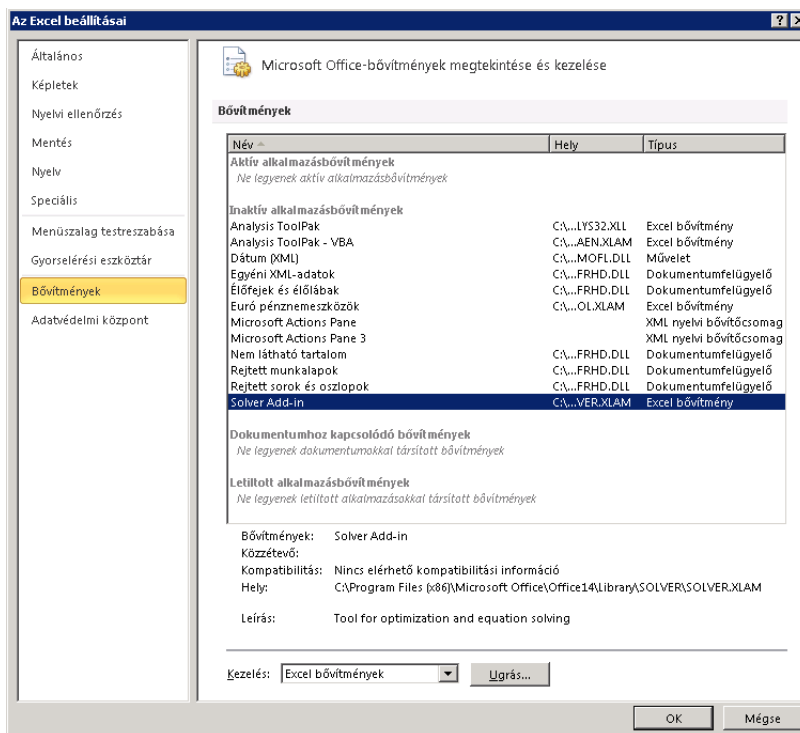 Az Excel beállításai
Általános
Képletek
Nyelvi ellenőrzés
Mentés
Nyelv
Speciális
Menüszalag testreszabása
Gyorselérési eszköztár
Bővítmények
Adatvédelmi központ
Microsoft Office-bővítmények megtekintése és kezelése
Bővítmények
Név Hely Típus
Aktív alkalmazásbővítmények
Ne legyenek aktív alkalmazásbővítmények
Inaktív alkalmazásbővítmények
Analysis ToolPak C:\...LYS32.XLL Excel bővítmény
Analysis ToolPak - VBA C:\...AEN.XLAM Excel bővítmény
Dátum (XML) C:\...MOFL.DLL Művelet
Egyéni XML-adatok C:\...FRHD.DLL Dokumentumfelügyelő
Élőfejek és élőlábak C:\...FRHD.DLL Dokumentumfelügyelő
Euró pénznemeszközök C:\...OL.XLAM Excel bővítmény
Microsoft Actions Pane XML nyelvi bővítőcsomag
Microsoft Actions Pane 3 XML nyelvi bővítőcsomag
Nem látható tartalom C:\...FRHD.DLL Dokumentumfelügyelő
Rejtett munkalapok C:\...FRHD.DLL Dokumentumfelügyelő
Rejtett sorok és oszlopok C:\...FRHD.DLL Dokumentumfelügyelő
Solver Add-in C:\...VER.XLAM Excel bővítmény
Dokumentumhoz kapcsolódó bővítmények
Ne legyenek dokumentumokkal társított bővítmények
Letiltott alkalmazásbővítmények
Ne legyenek letiltott alkalmazásokkal társított bővítmények
Bővítmények: Solver Add-in
Közzétevő:
Kompatibilitás: Nincs elérhető kompatibilitási információ
Hely: C:\Program Files (x86)\Microsoft Office\Office14\Library\SOLVER\SOLVER.XLAM
Leírás: Tool for optimization and equation solving
Kezelés: Excel bővítmények Ugrás...
OK Mégse